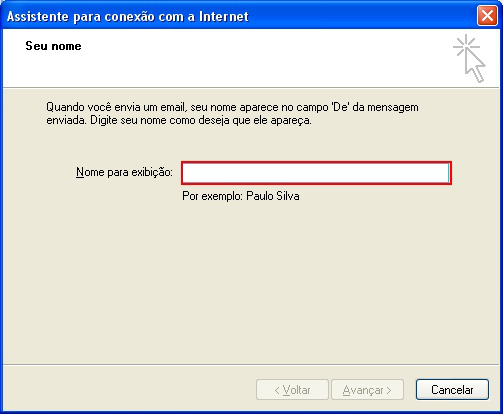 Assistente para conexão com a Internet
Seu nome
Quando você envia um email, seu nome aparece no campo 'De' da mensagem
enviada. Digite seu nome como deseja que ele apareça.
Nome para exibição:
Por exemplo: Paulo Silva
< Voltar Avançar > Cancelar